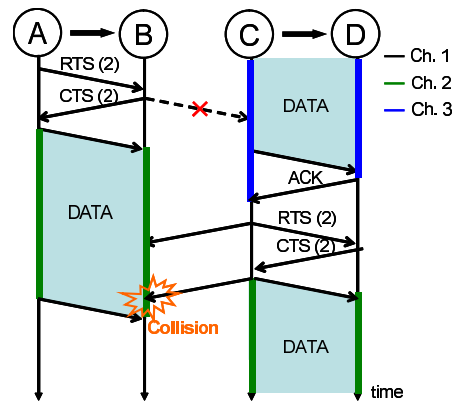 A B C D
RTS (2)
CTS (2)
DATA
Ch. 1
Ch. 2
Ch. 3
ACK
DATA
RTS (2)
CTS (2)
Collision
DATA
time